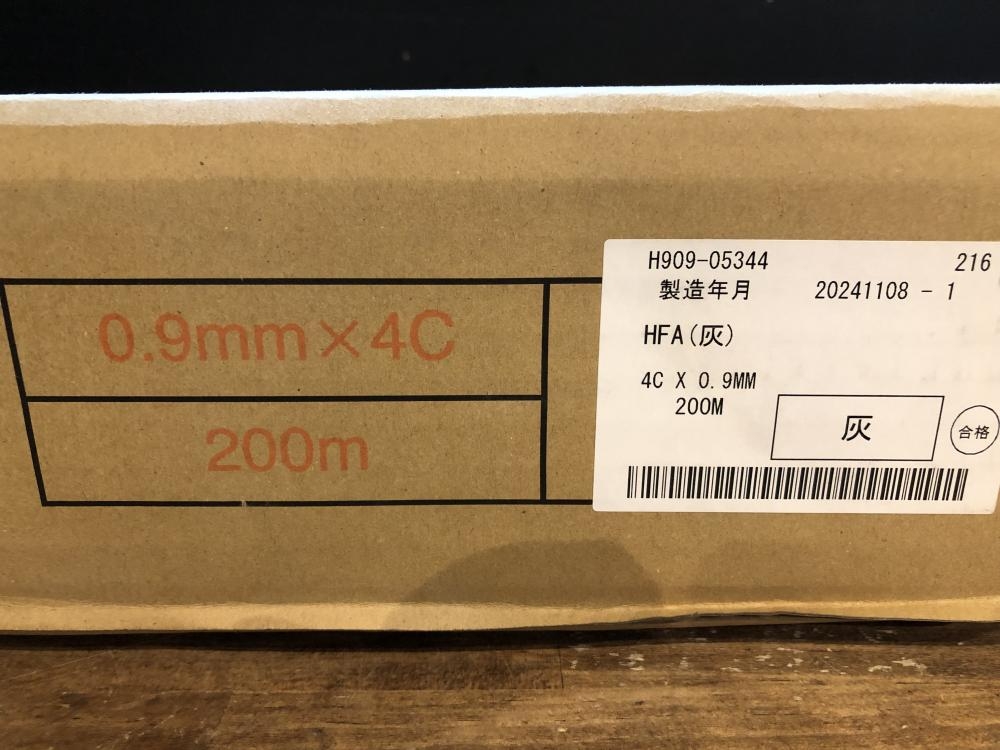 0.9mm×4C
200m
H909-05344 216
製造年月 20241108 - 1
HFA(灰)
4C X 0.9MM
200M
灰
合格